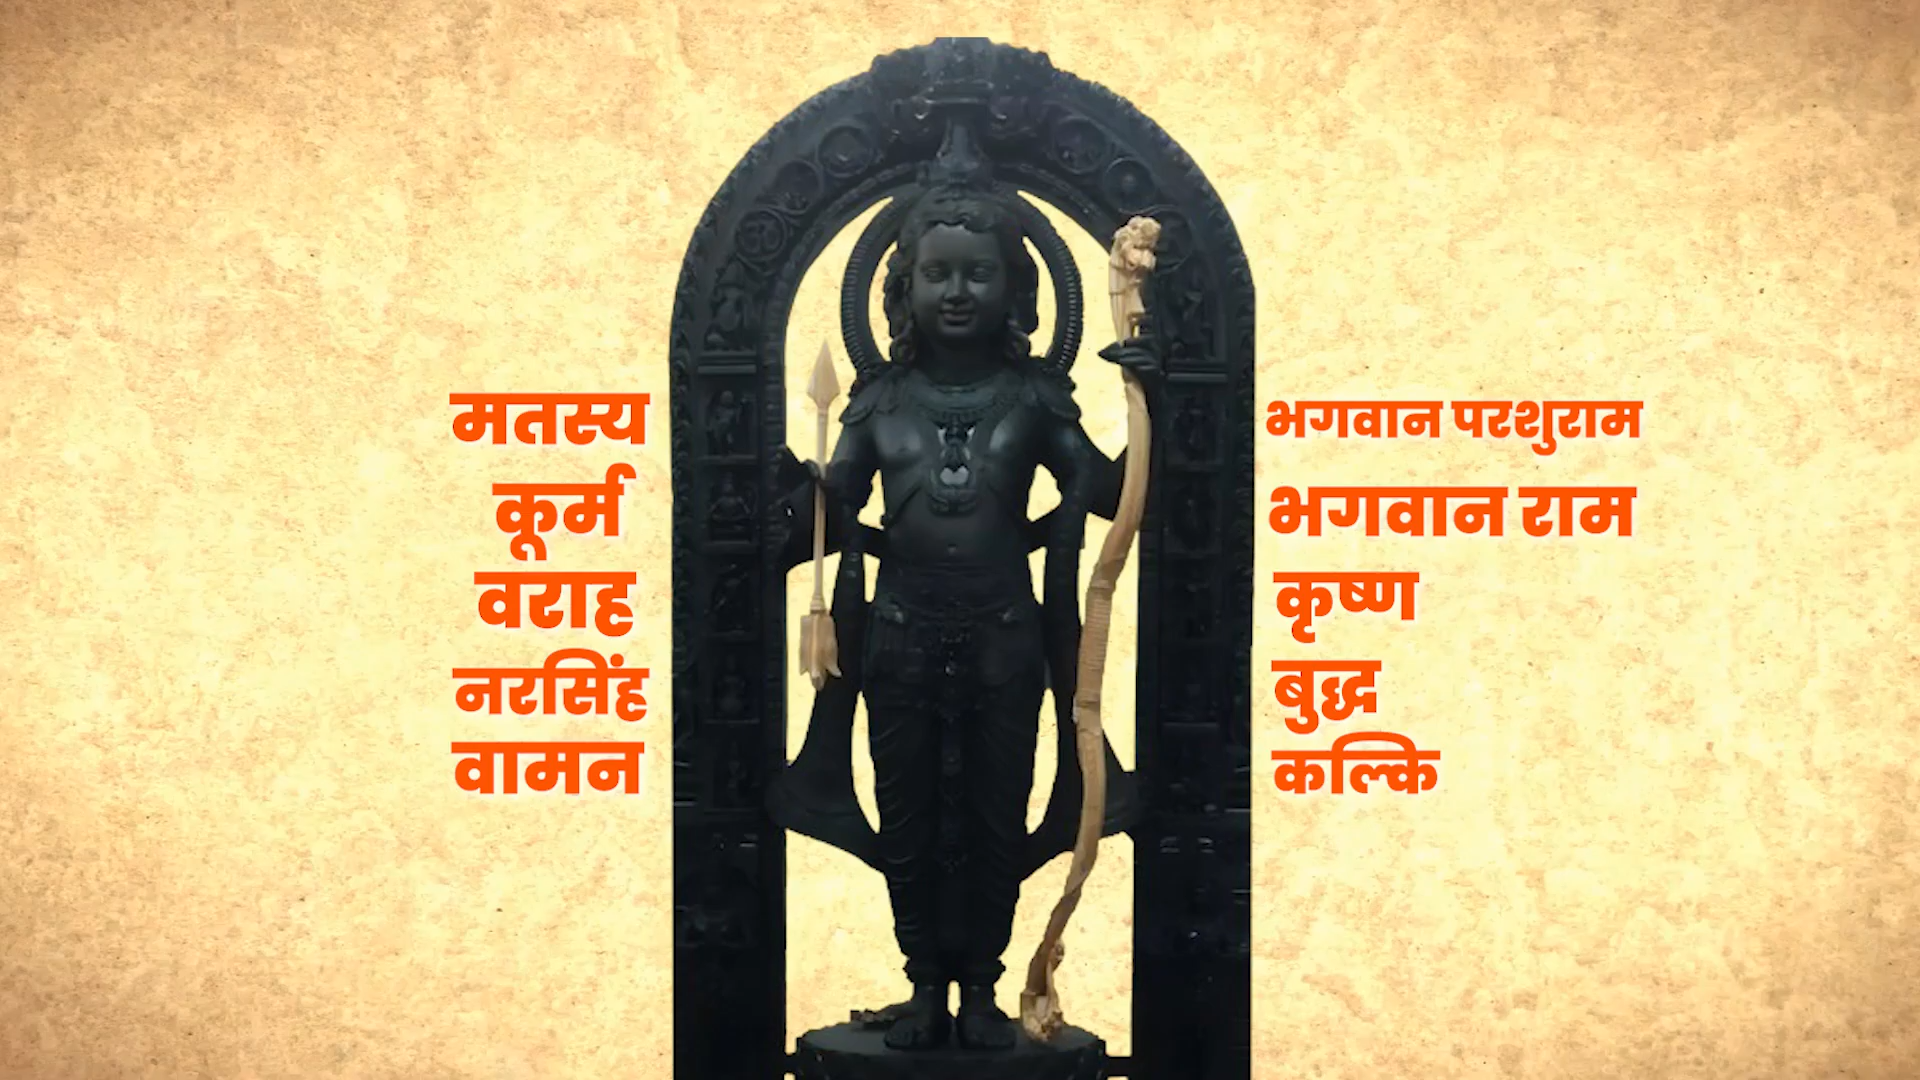 मतस्य
कूर्म
वराह
नरसिंह
वामन
भगवान परशुराम
भगवान राम
कृष्ण
बुद्ध
कल्कि